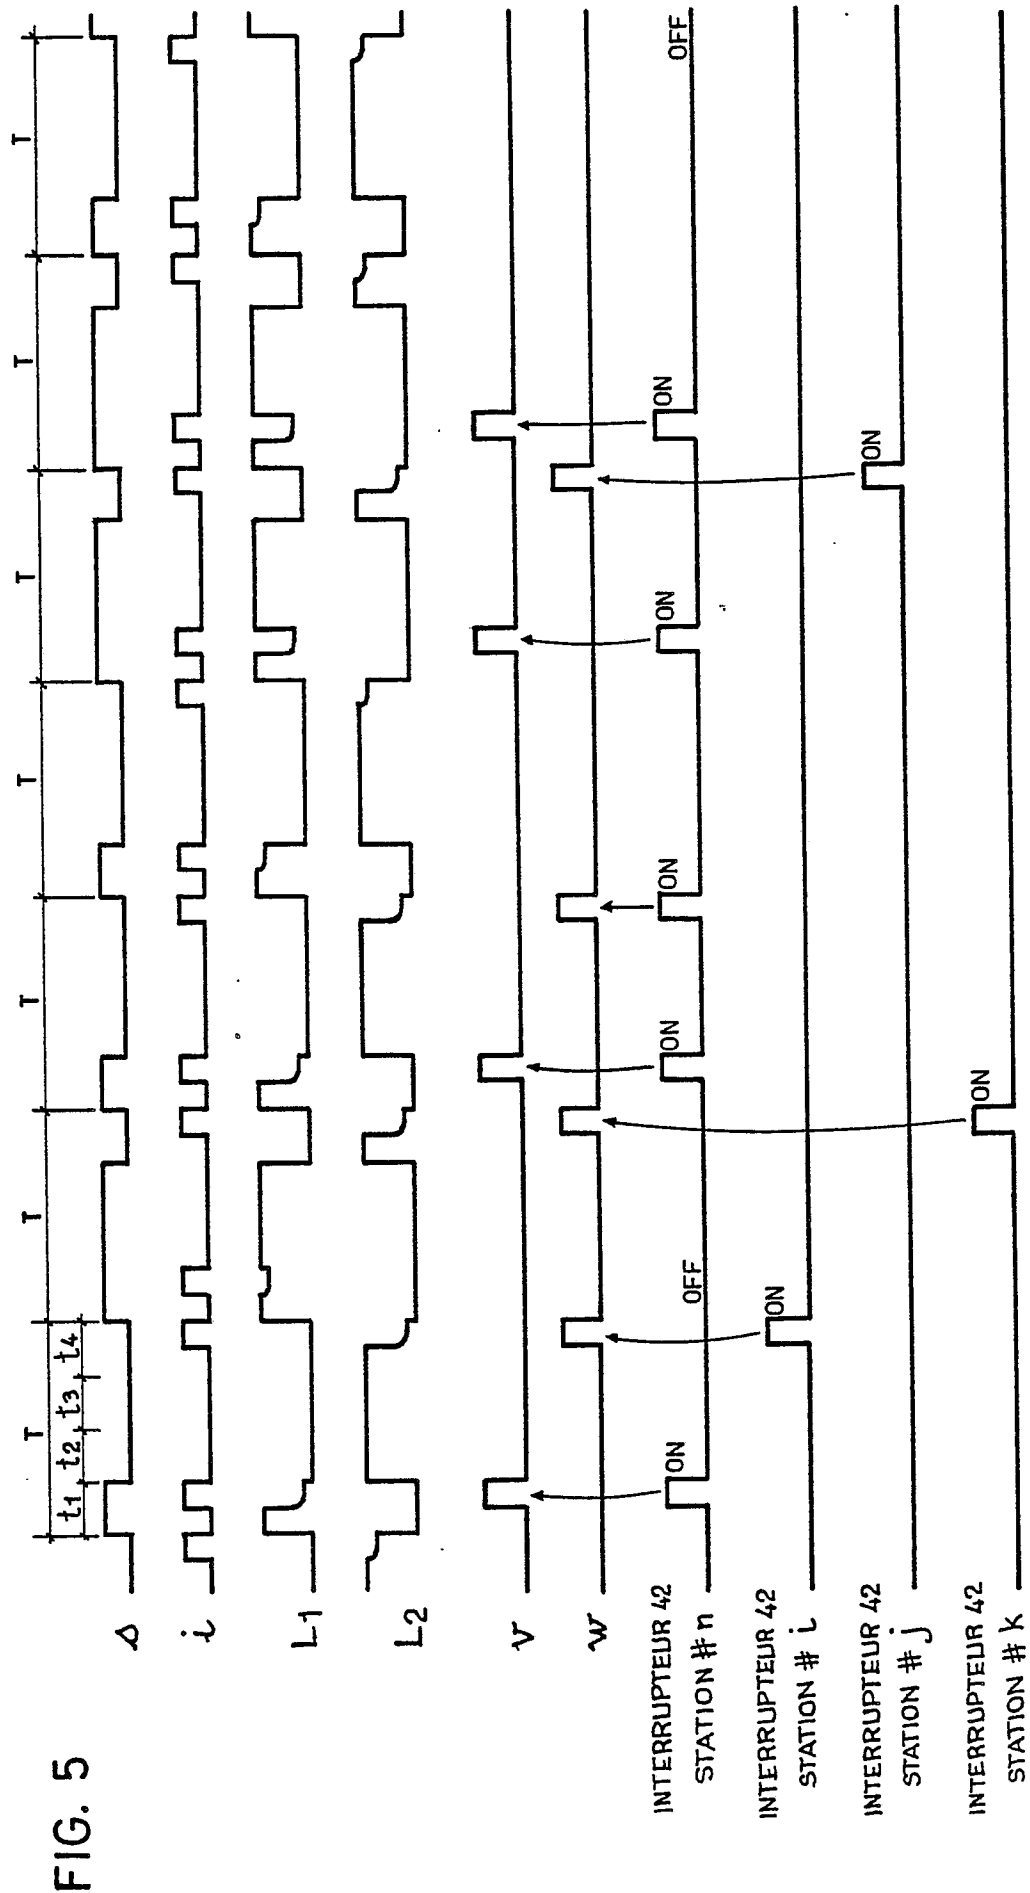 FIG. 5
T T T T T T T
t1 t2 t3 t4
s
i
L1
L2
v
w
INTERRUPTEUR 42
STATION # n
ON OFF ON ON ON ON OFF
INTERRUPTEUR 42
STATION # i
ON
INTERRUPTEUR 42
STATION # j
ON
INTERRUPTEUR 42
STATION # k
ON